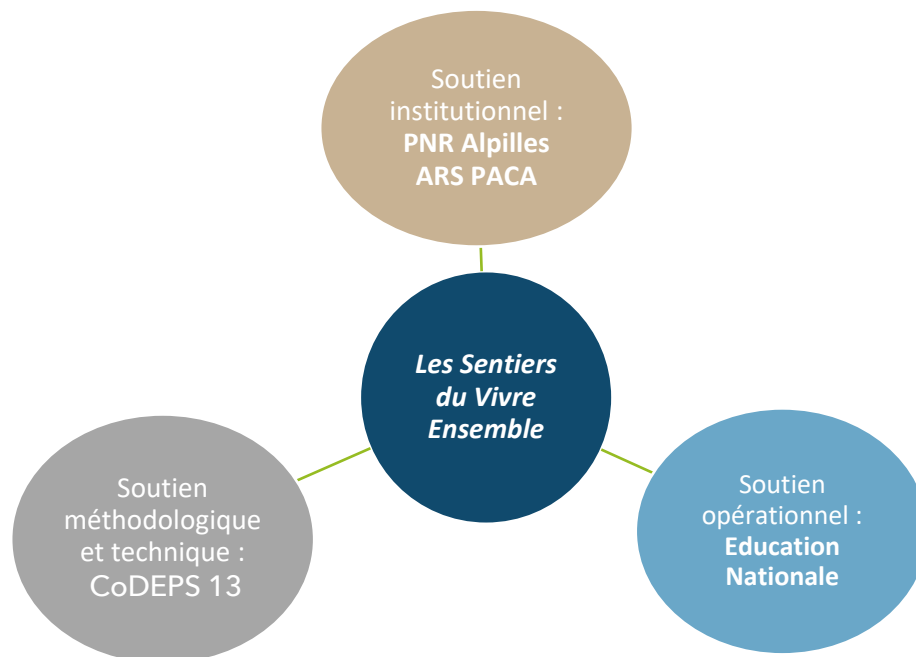 Soutien
institutionnel :
PNR Alpilles
ARS PACA
Les Sentiers
du Vivre
Ensemble
Soutien
méthodologique
et technique :
CoDEPS 13
Soutien
opérationnel :
Education
Nationale